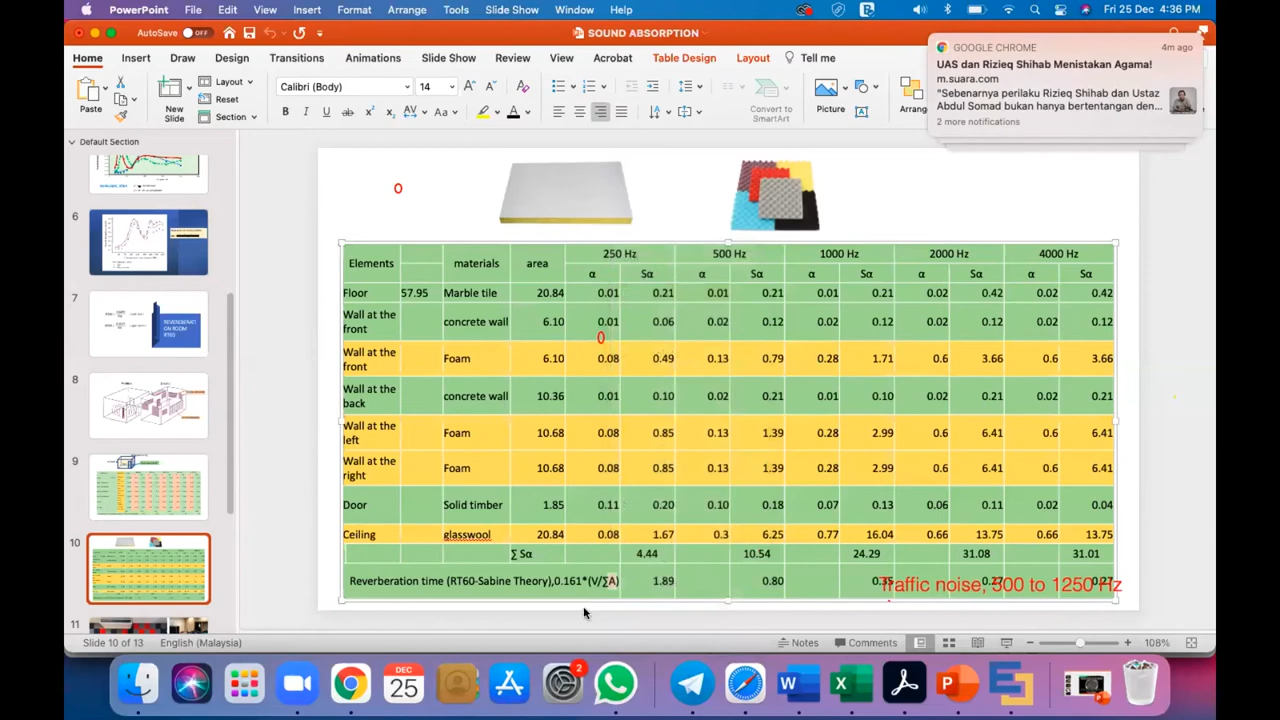 PowerPoint File Edit View Insert Format Arrange Tools Slide Show Window Help Fri 25 Dec 4:36 PM
AutoSave OFF SOUND ABSORPTION
Home Insert Draw Design Transitions Animations Slide Show Review View Acrobat Table Design Layout Tell me
Paste New Slide Layout Reset Section Calibri (Body) 14 Convert to SmartArt Picture Arrang
GOOGLE CHROME 4m ago
UAS dan Rizieq Shihab Menistakan Agama!
m.suara.com
"Sebenarnya perilaku Rizieq Shihab dan Ustaz
Abdul Somad bukan hanya bertentangan den...
2 more notifications
Default Section
6
7
8
9
10
11
0
Elements materials area 250 Hz 500 Hz 1000 Hz 2000 Hz 4000 Hz
α Sα α Sα α Sα α Sα α Sα
Floor 57.95 Marble tile 20.84 0.01 0.21 0.01 0.21 0.01 0.21 0.02 0.42 0.02 0.42
Wall at the front concrete wall 6.10 0.01 0.06 0.02 0.12 0.02 0.12 0.02 0.12 0.02 0.12
0
Wall at the front Foam 6.10 0.08 0.49 0.13 0.79 0.28 1.71 0.6 3.66 0.6 3.66
Wall at the back concrete wall 10.36 0.01 0.10 0.02 0.21 0.01 0.10 0.02 0.21 0.02 0.21
Wall at the left Foam 10.68 0.08 0.85 0.13 1.39 0.28 2.99 0.6 6.41 0.6 6.41
Wall at the right Foam 10.68 0.08 0.85 0.13 1.39 0.28 2.99 0.6 6.41 0.6 6.41
Door Solid timber 1.85 0.11 0.20 0.10 0.18 0.07 0.13 0.06 0.11 0.02 0.04
Ceiling glasswool 20.84 0.08 1.67 0.3 6.25 0.77 16.04 0.66 13.75 0.66 13.75
∑ Sα 4.44 10.54 24.29 31.08 31.01
Reverberation time (RT60-Sabine Theory),0.161*(V/∑A) 1.89 0.80 0.35 0.27 0.27
Traffic noise, 500 to 1250 Hz
Slide 10 of 13 English (Malaysia) Notes Comments 108%
DEC
25
2